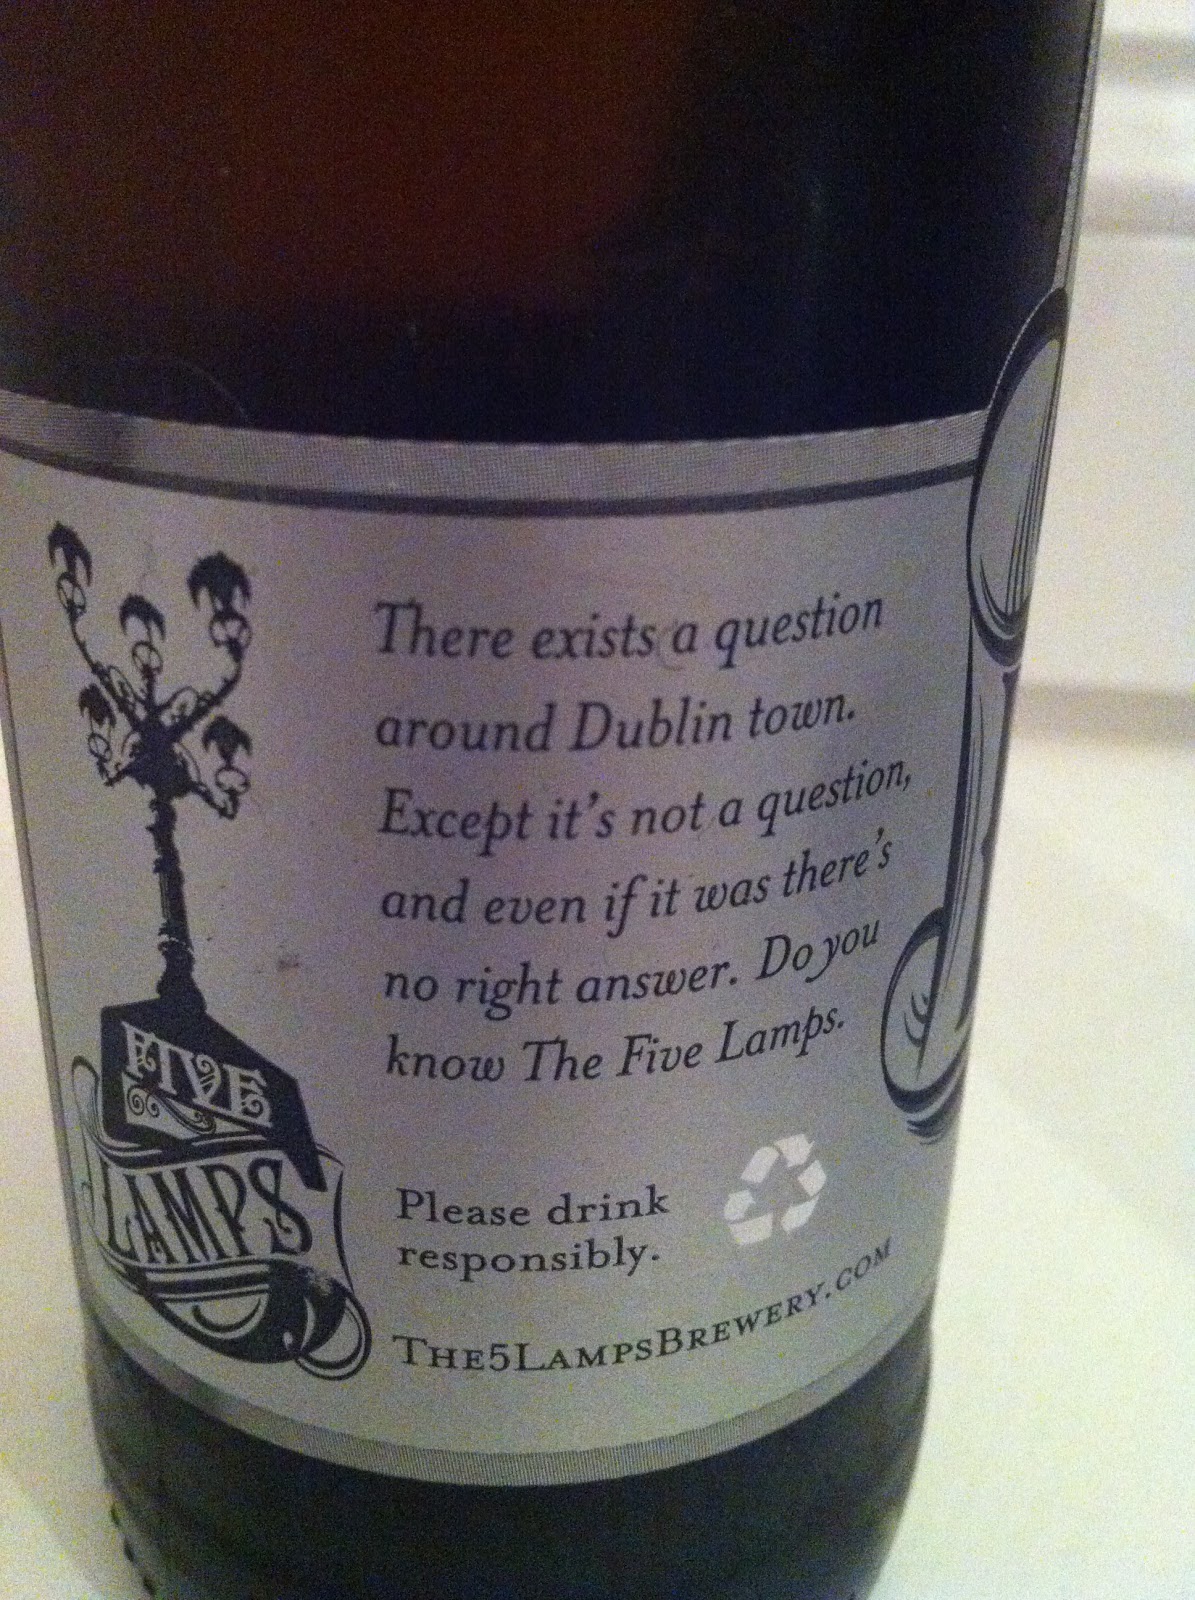 There exists a question
around Dublin town.
Except it's not a question,
and even if it was there's
no right answer. Do you
know The Five Lamps.
FIVE
LAMPS
Please drink
responsibly.
THE5LAMPSBREWERY.COM